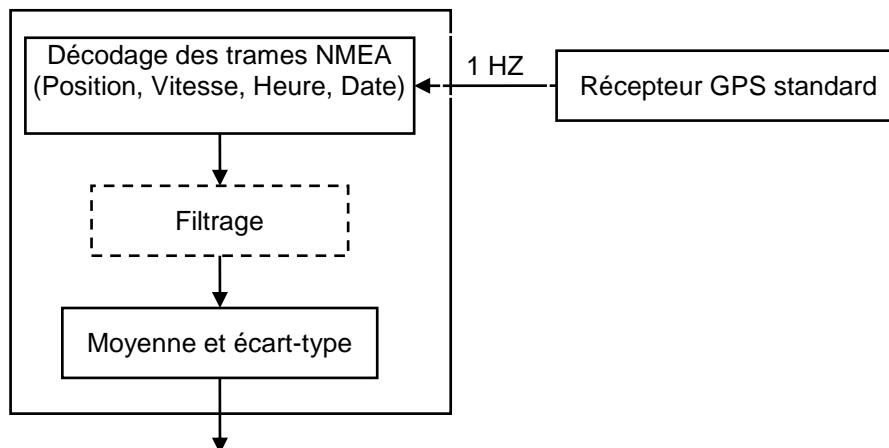 Décodage des trames NMEA
(Position, Vitesse, Heure, Date)
1 HZ
Récepteur GPS standard
Filtrage
Moyenne et écart-type